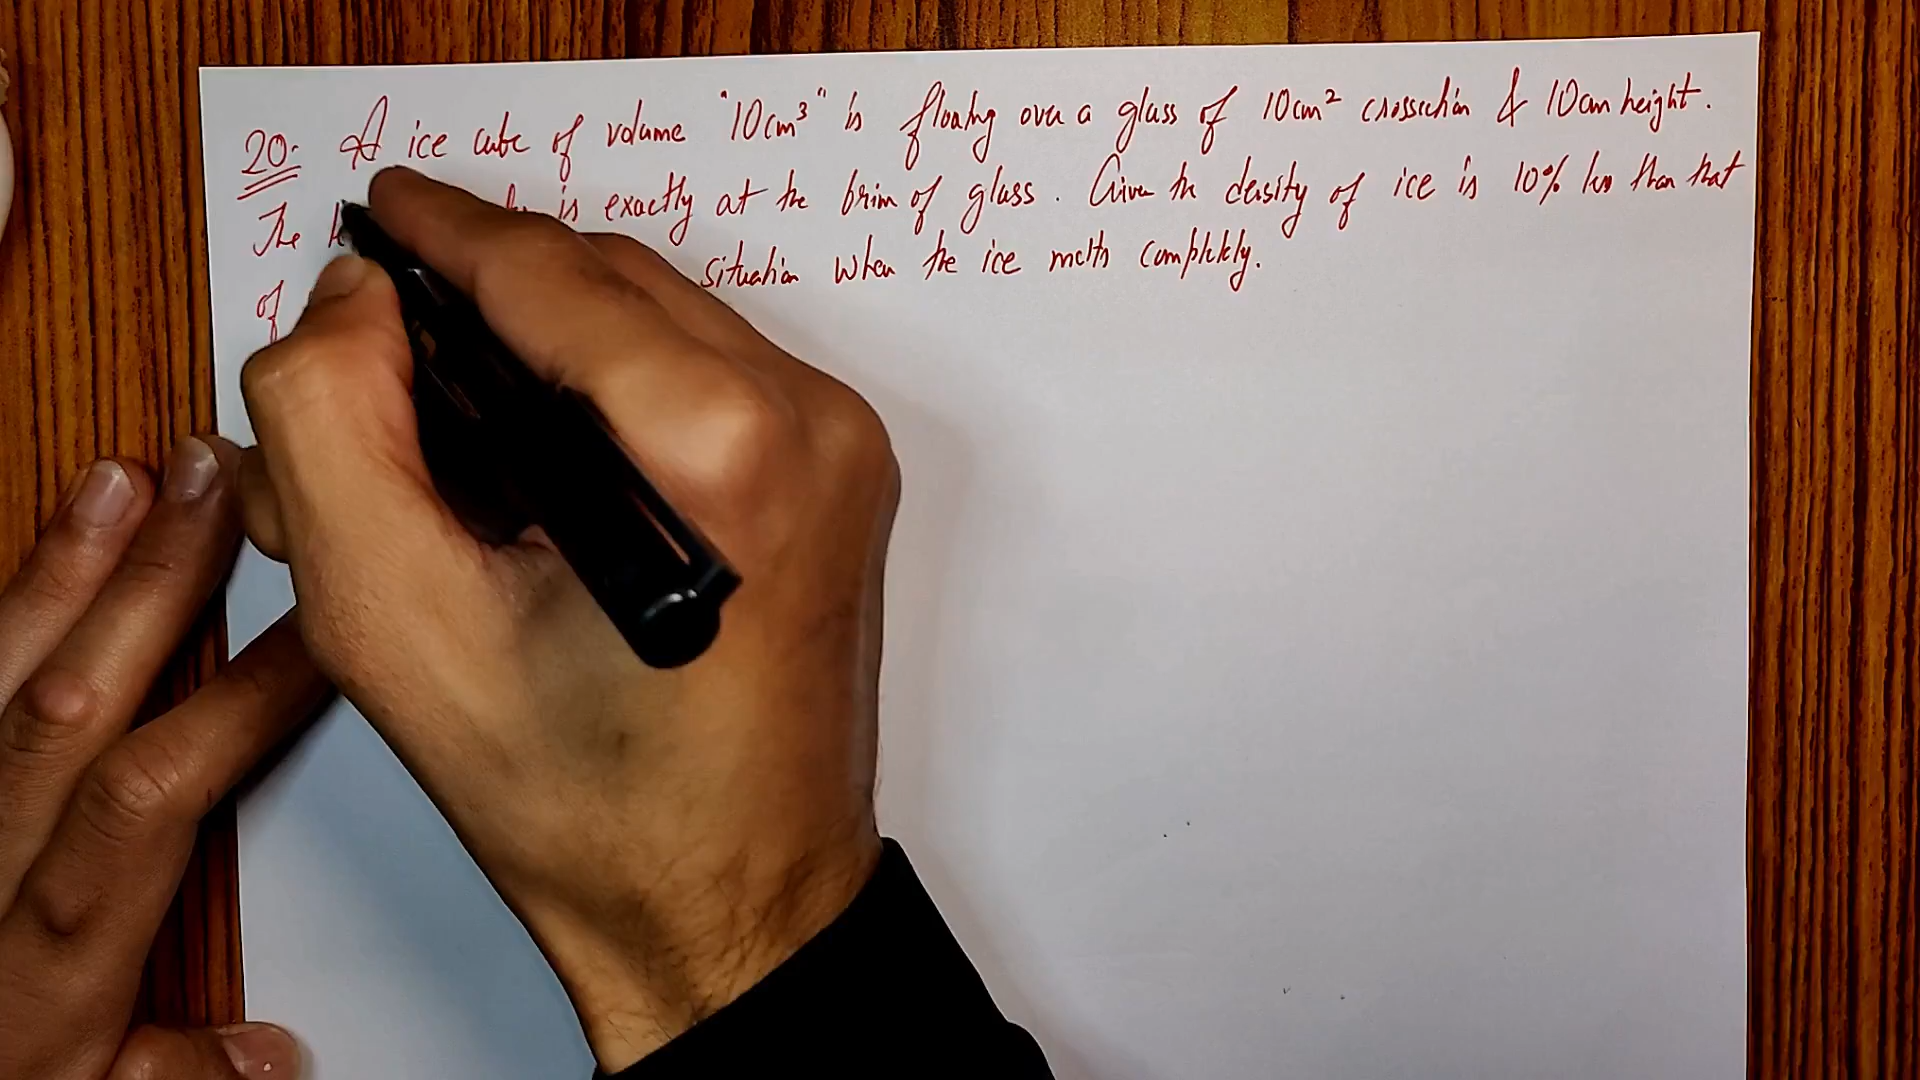 20. A ice cube of volume "10cm³" is floating over a glass of 10cm² crossection & 10cm height.
The is exactly at the brim of glass. Given the density of ice is 10% less than that
of situation when the ice melts completely.